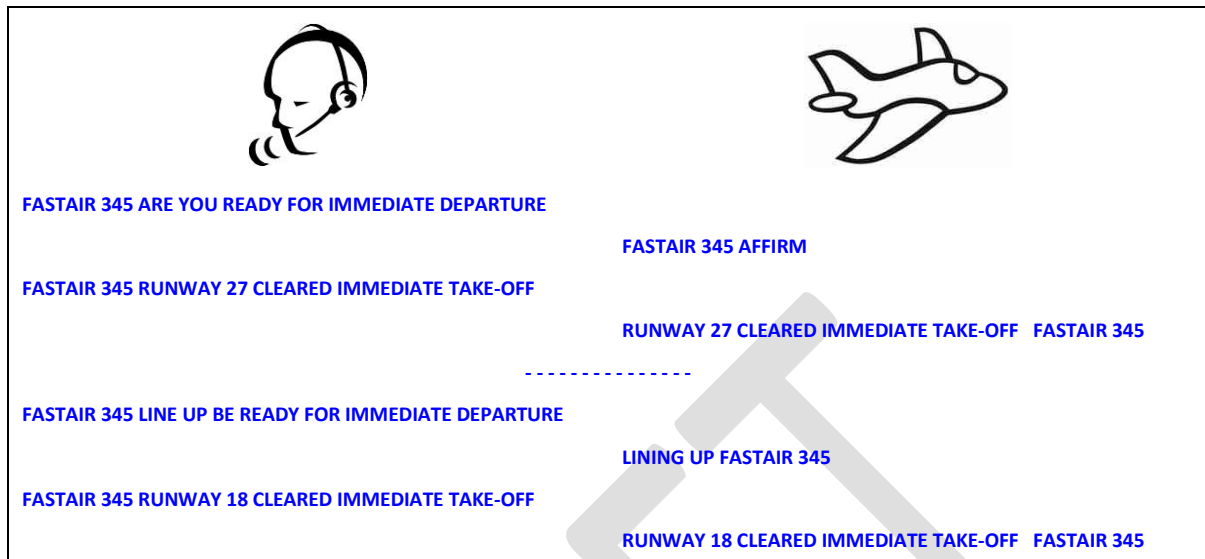 FASTAIR 345 ARE YOU READY FOR IMMEDIATE DEPARTURE
FASTAIR 345 AFFIRM
FASTAIR 345 RUNWAY 27 CLEARED IMMEDIATE TAKE-OFF
RUNWAY 27 CLEARED IMMEDIATE TAKE-OFF FASTAIR 345
- - - - - - - - - - - - - - -
FASTAIR 345 LINE UP BE READY FOR IMMEDIATE DEPARTURE
LINING UP FASTAIR 345
FASTAIR 345 RUNWAY 18 CLEARED IMMEDIATE TAKE-OFF
RUNWAY 18 CLEARED IMMEDIATE TAKE-OFF FASTAIR 345